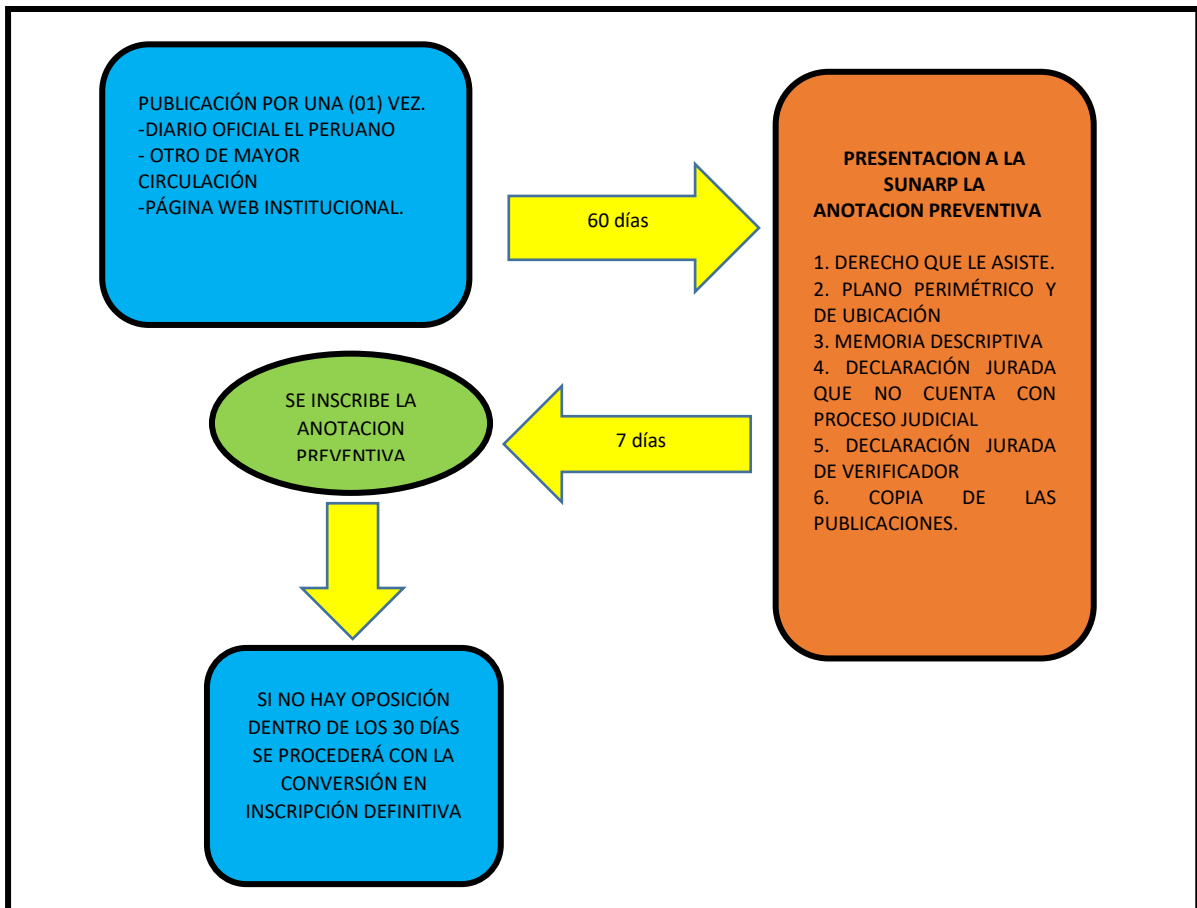 PUBLICACIÓN POR UNA (01) VEZ.
-DIARIO OFICIAL EL PERUANO
- OTRO DE MAYOR
CIRCULACIÓN
-PÁGINA WEB INSTITUCIONAL.
60 días
PRESENTACION A LA
SUNARP LA
ANOTACION PREVENTIVA
1. DERECHO QUE LE ASISTE.
2. PLANO PERIMÉTRICO Y
DE UBICACIÓN
3. MEMORIA DESCRIPTIVA
4. DECLARACIÓN JURADA
QUE NO CUENTA CON
PROCESO JUDICIAL
5. DECLARACIÓN JURADA
DE VERIFICADOR
6. COPIA DE LAS
PUBLICACIONES.
7 días
SE INSCRIBE LA
ANOTACION
PREVENTIVA
SI NO HAY OPOSICIÓN
DENTRO DE LOS 30 DÍAS
SE PROCEDERÁ CON LA
CONVERSIÓN EN
INSCRIPCIÓN DEFINITIVA